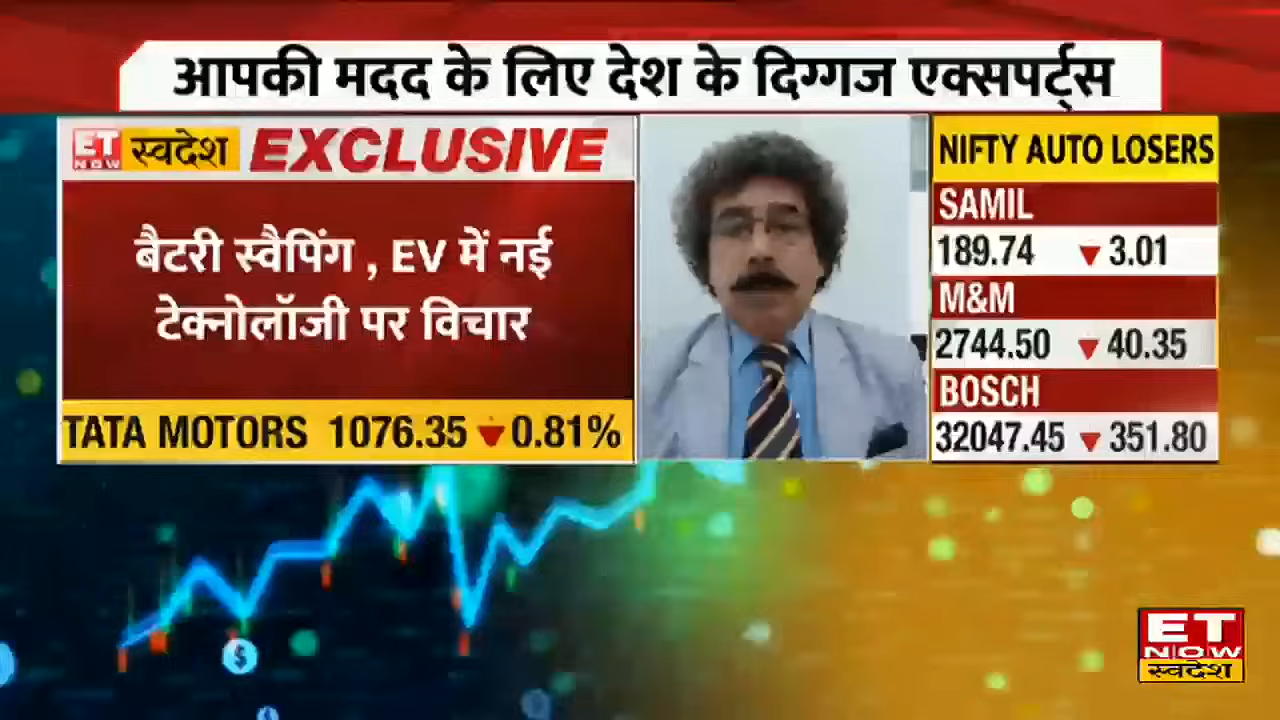 आपकी मदद के लिए देश के दिग्गज एक्सपर्ट्स
ET NOW स्वदेश EXCLUSIVE
बैटरी स्वैपिंग , EV में नई
टेक्नोलॉजी पर विचार
TATA MOTORS 1076.35 ▼0.81%
NIFTY AUTO LOSERS
SAMIL
189.74 ▼ 3.01
M&M
2744.50 ▼ 40.35
BOSCH
32047.45 ▼ 351.80
$
ET
NOW
स्वदेश